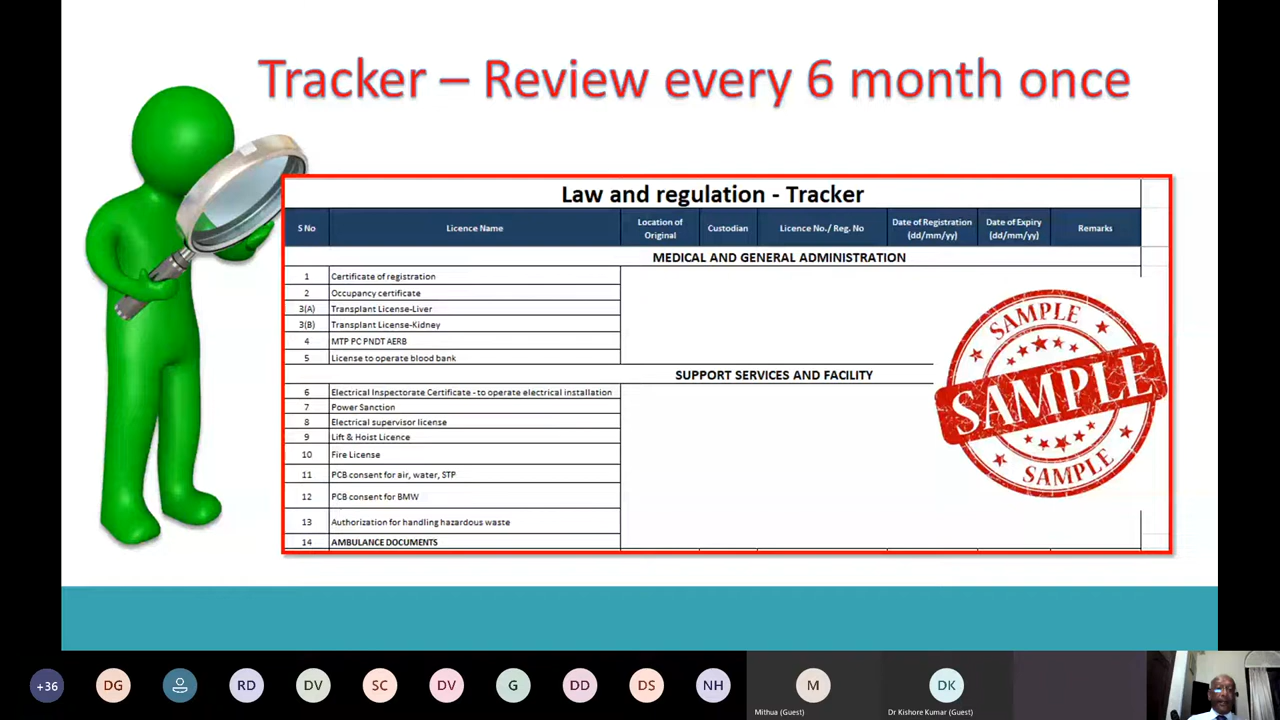 Tracker – Review every 6 month once
Law and regulation - Tracker
S No Licence Name Location of Original Custodian Licence No./ Reg. No Date of Registration (dd/mm/yy) Date of Expiry (dd/mm/yy) Remarks
MEDICAL AND GENERAL ADMINISTRATION
1 Certificate of registration
2 Occupancy certificate
3(A) Transplant License-Liver
3(B) Transplant License-Kidney
4 MTP PC PNDT AERB
5 License to operate blood bank
SUPPORT SERVICES AND FACILITY
6 Electrical Inspectorate Certificate - to operate electrical installation
7 Power Sanction
8 Electrical supervisor license
9 Lift & Hoist Licence
10 Fire License
11 PCB consent for air, water, STP
12 PCB consent for BMW
13 Authorization for handling hazardous waste
14 AMBULANCE DOCUMENTS
SAMPLE
SAMPLE
SAMPLE
+36 DG RD DV SC DV G DD DS NH M DK
Mithua (Guest) Dr Kishore Kumar (Guest)